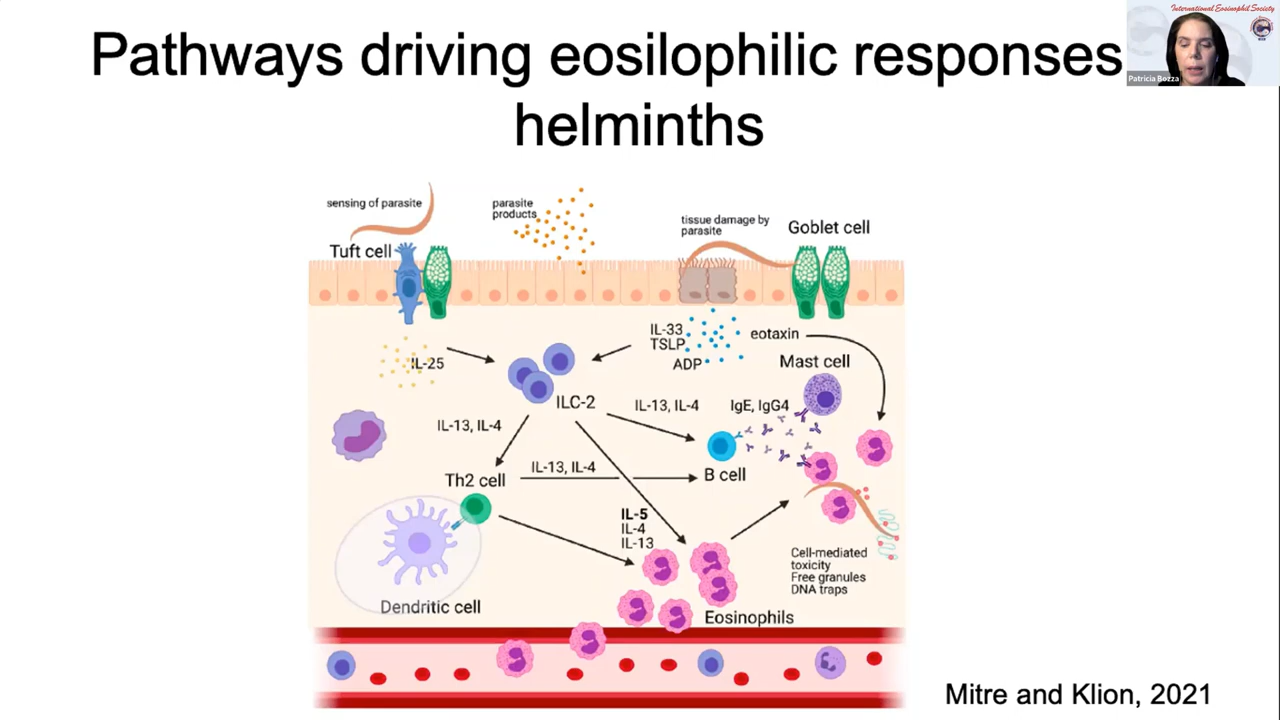 International Eosinophil Society
Patricia Bozza
Pathways driving eosilophilic responses
helminths
sensing of parasite
parasite
products
tissue damage by
parasite
Goblet cell
Tuft cell
IL-25
IL-33
TSLP
ADP
eotaxin
Mast cell
ILC-2
IL-13, IL-4
IL-13, IL-4
IgE, IgG4
Th2 cell
IL-13, IL-4
B cell
IL-5
IL-4
IL-13
Cell-mediated
toxicity
Free granules
DNA traps
Dendritic cell
Eosinophils
Mitre and Klion, 2021